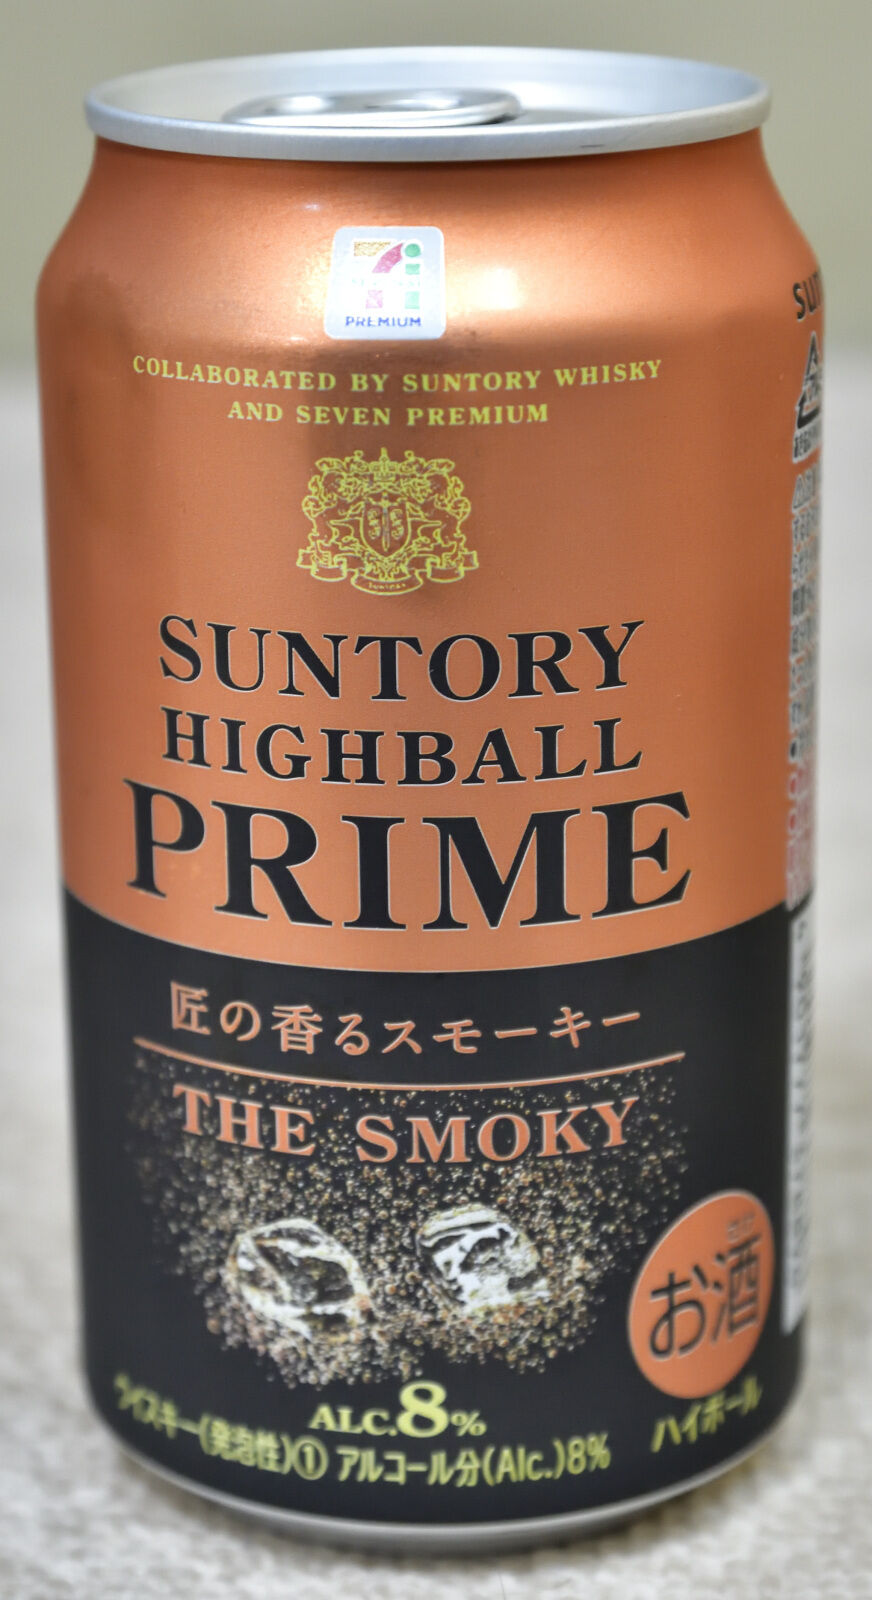 PREMIUM
COLLABORATED BY SUNTORY WHISKY
AND SEVEN PREMIUM
SUNTORY
HIGHBALL
PRIME
匠の香るスモーキー
THE SMOKY
さけ
お酒
ALC.8%
ウイスキー(発泡性)① アルコール分(Alc.)8%
ハイボール